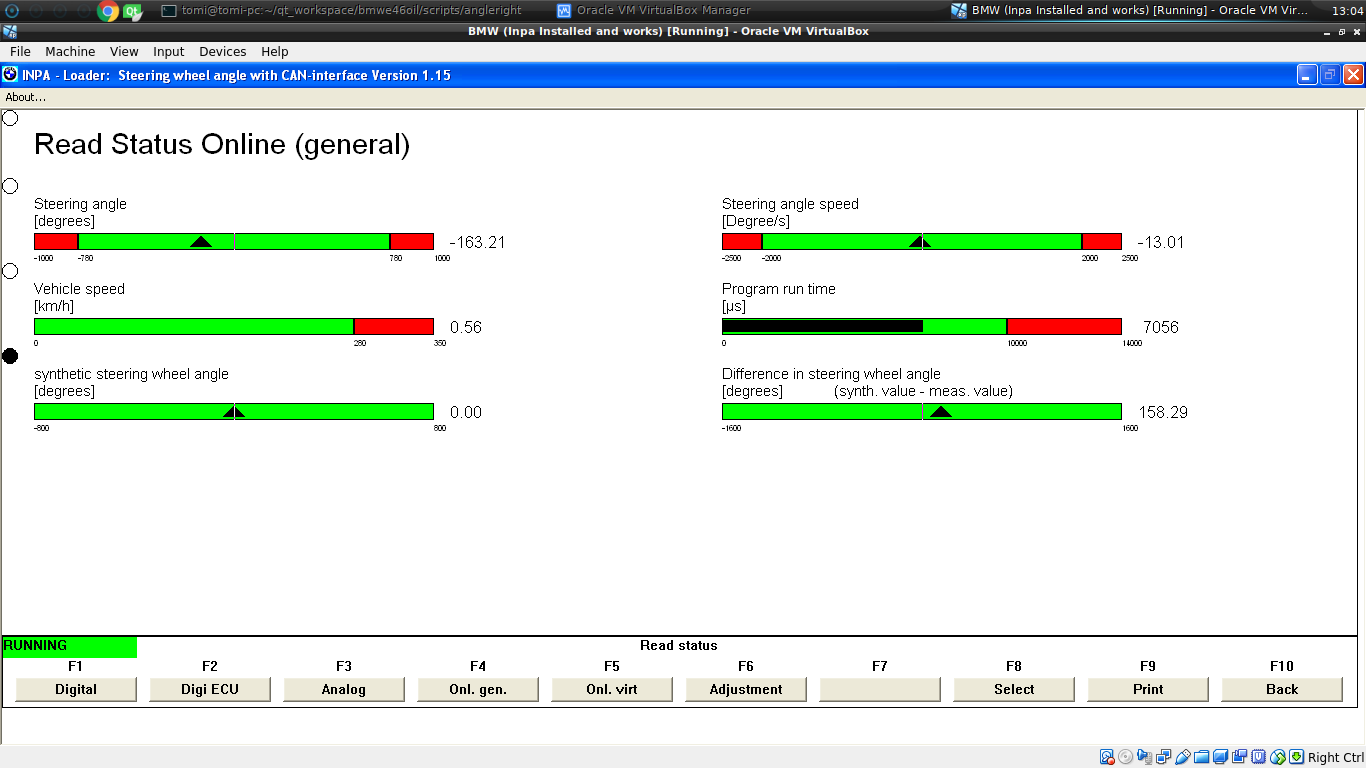 tomi@tomi-pc:~/qt_workspace/bmwe46oil/scripts/angleright
Oracle VM VirtualBox Manager
BMW (Inpa Installed and works) [Running] - Oracle VM Vir...
13:04
BMW (Inpa Installed and works) [Running] - Oracle VM VirtualBox
File Machine View Input Devices Help
INPA - Loader: Steering wheel angle with CAN-interface Version 1.15
About...
Read Status Online (general)
Steering angle
[degrees]
-163.21
-1000 -780 780 1000
Steering angle speed
[Degree/s]
-13.01
-2500 -2000 2000 2500
Vehicle speed
[km/h]
0.56
0 280 350
Program run time
[µs]
7056
0 10000 14000
synthetic steering wheel angle
[degrees]
0.00
-800 800
Difference in steering wheel angle
[degrees] (synth. value - meas. value)
158.29
-1600 1600
RUNNING
Read status
F1 F2 F3 F4 F5 F6 F7 F8 F9 F10
Digital Digi ECU Analog Onl. gen. Onl. virt Adjustment Select Print Back
Right Ctrl